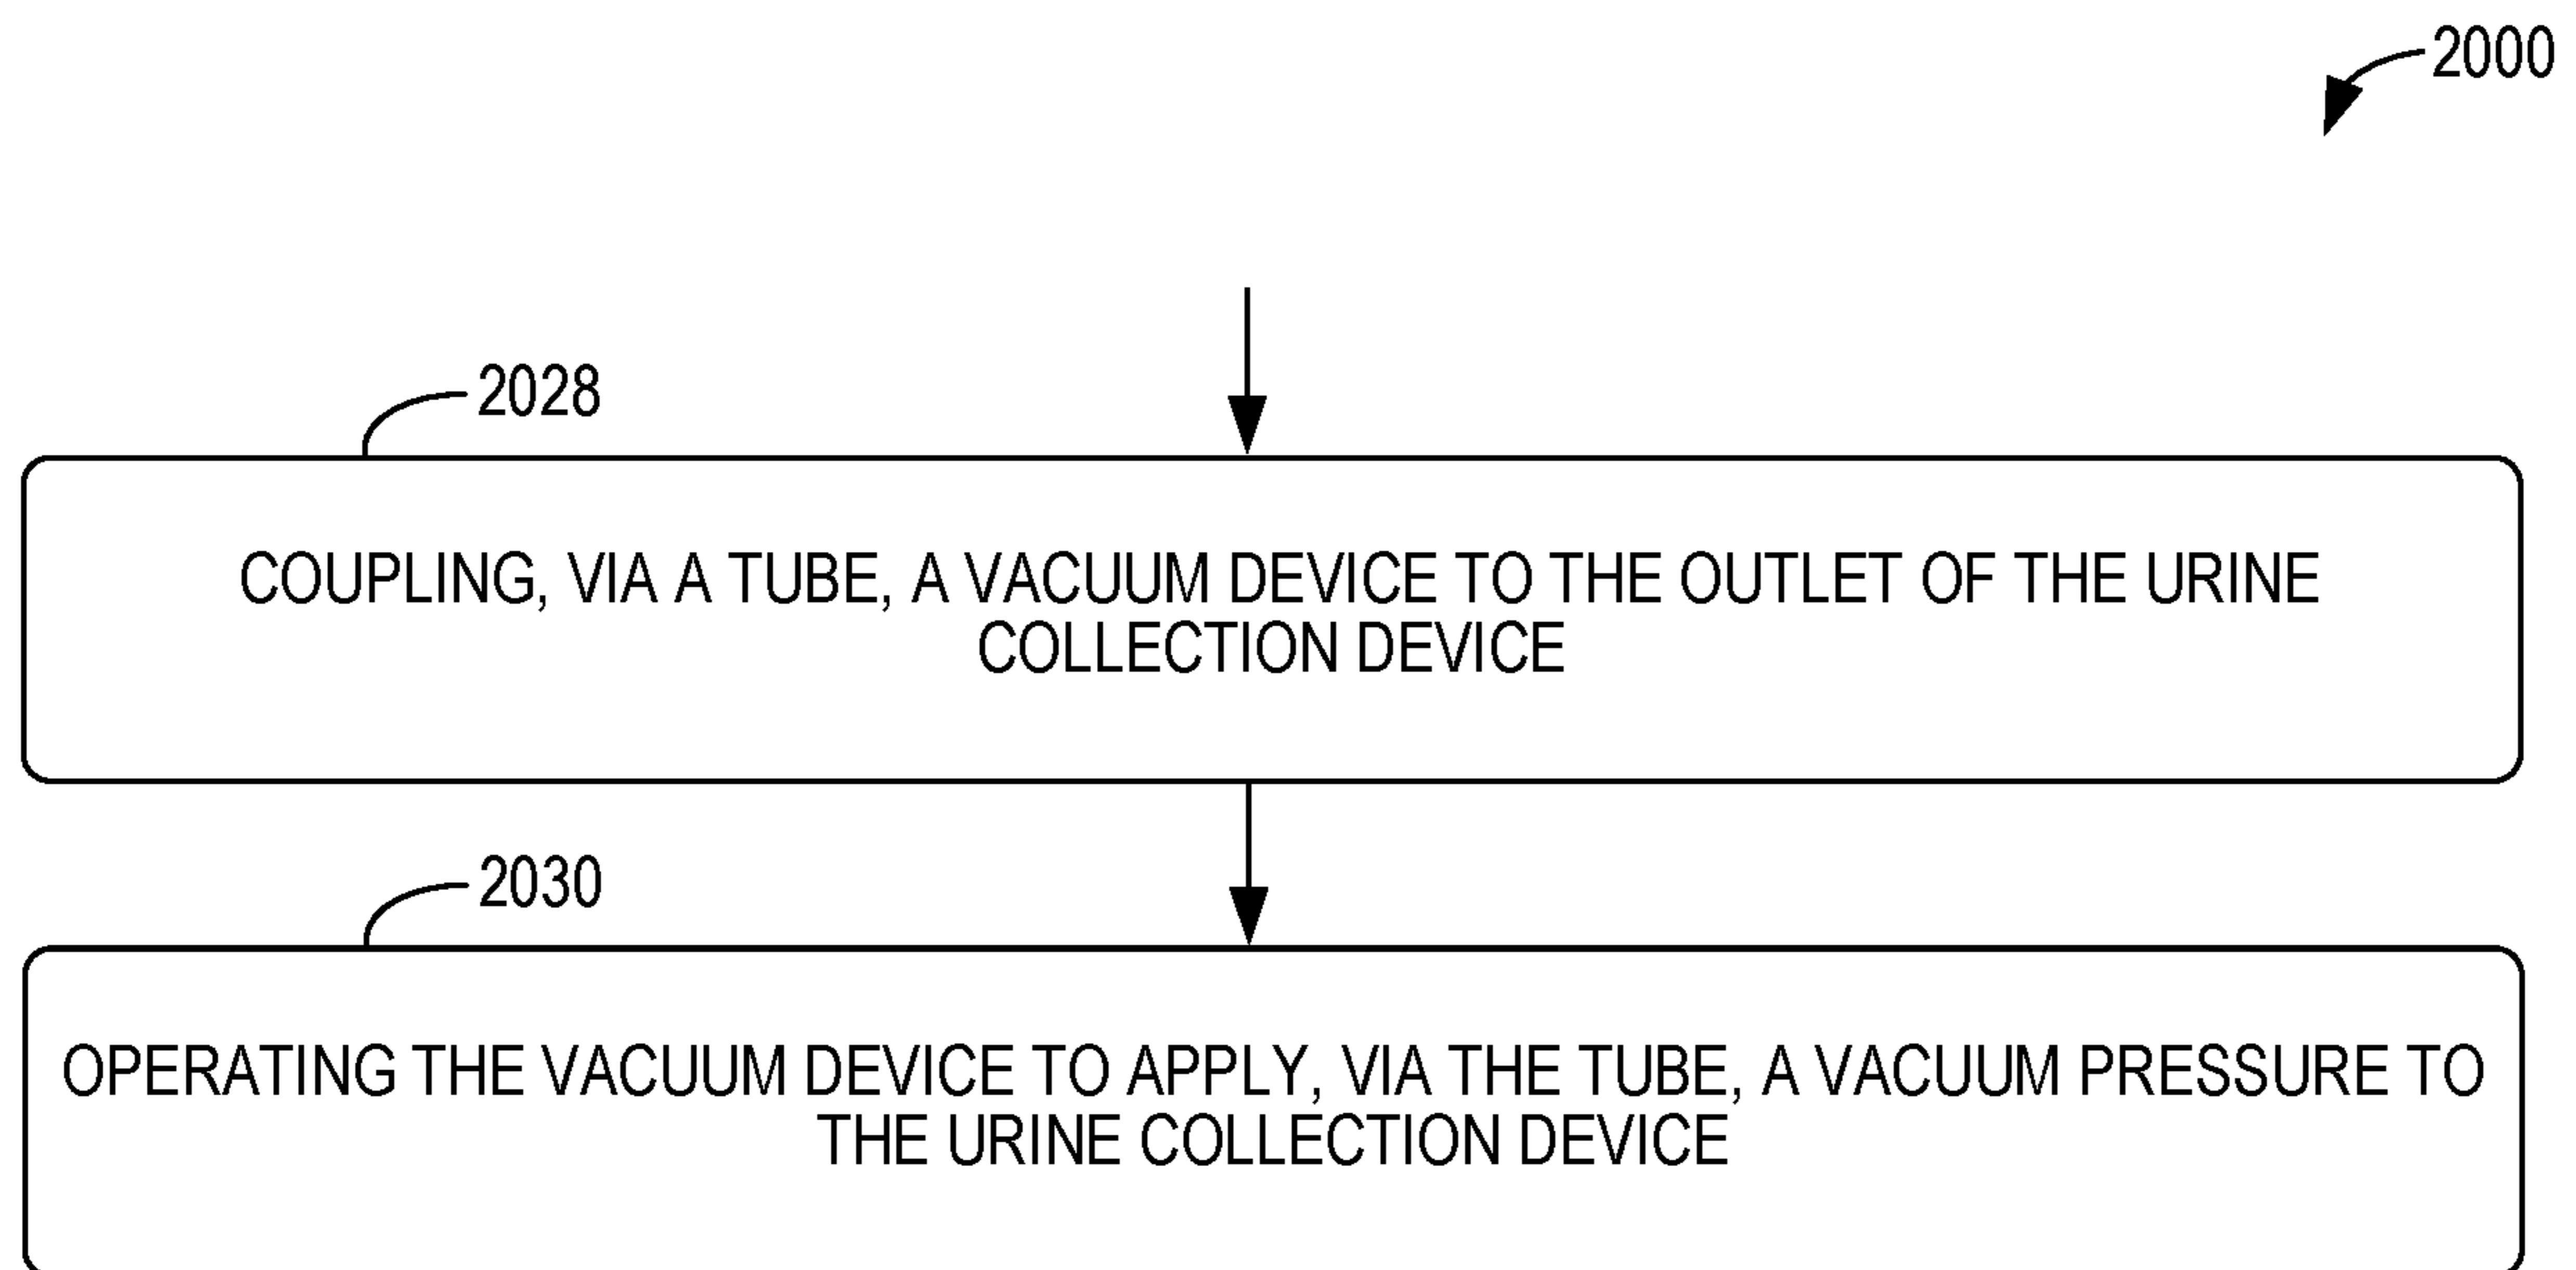 2000
2028
COUPLING, VIA A TUBE, A VACUUM DEVICE TO THE OUTLET OF THE URINE
COLLECTION DEVICE
2030
OPERATING THE VACUUM DEVICE TO APPLY, VIA THE TUBE, A VACUUM PRESSURE TO
THE URINE COLLECTION DEVICE